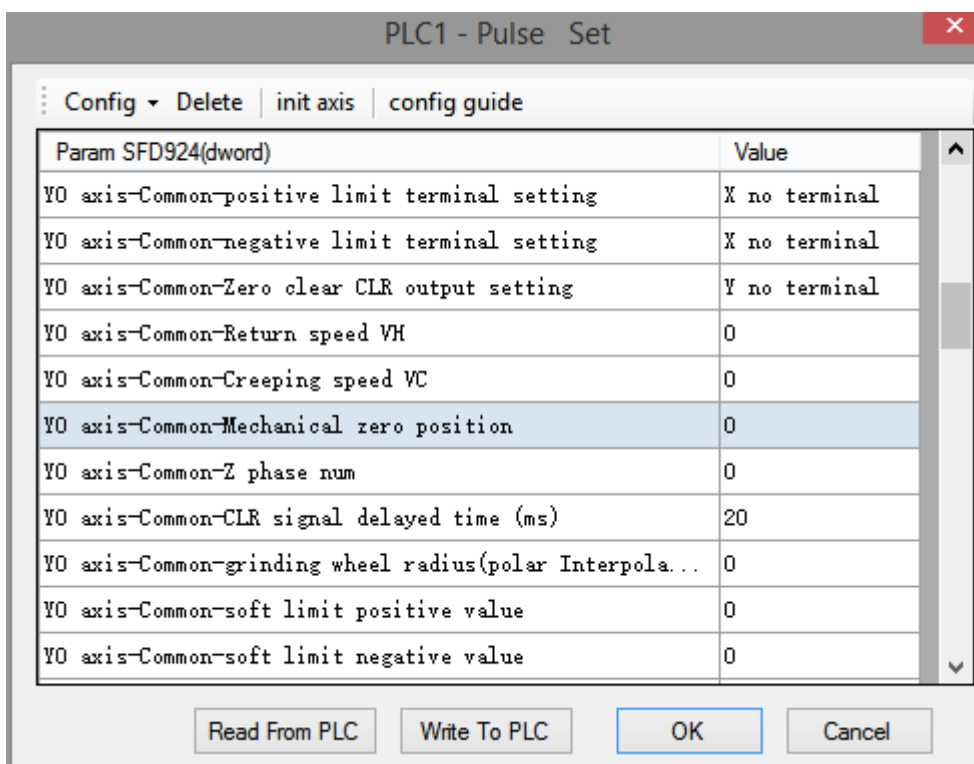 PLC1 - Pulse Set
Config Delete init axis config guide
Param SFD924(dword) Value
Y0 axis-Common-positive limit terminal setting X no terminal
Y0 axis-Common-negative limit terminal setting X no terminal
Y0 axis-Common-Zero clear CLR output setting Y no terminal
Y0 axis-Common-Return speed VH 0
Y0 axis-Common-Creeping speed VC 0
Y0 axis-Common-Mechanical zero position 0
Y0 axis-Common-Z phase num 0
Y0 axis-Common-CLR signal delayed time (ms) 20
Y0 axis-Common-grinding wheel radius(polar Interpola... 0
Y0 axis-Common-soft limit positive value 0
Y0 axis-Common-soft limit negative value 0
Read From PLC Write To PLC OK Cancel